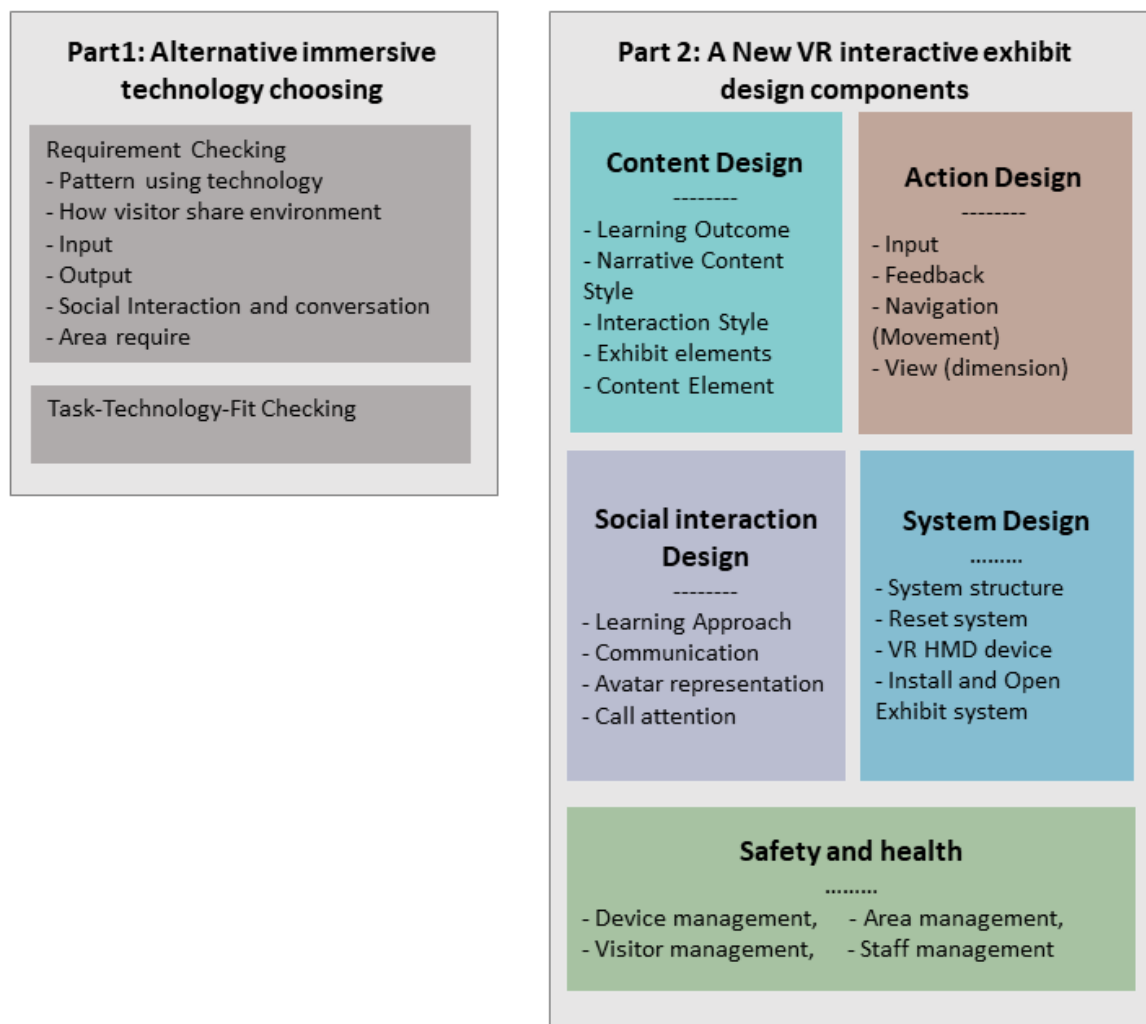 Part1: Alternative immersive
technology choosing
Requirement Checking
- Pattern using technology
- How visitor share environment
- Input
- Output
- Social Interaction and conversation
- Area require
Task-Technology-Fit Checking
Part 2: A New VR interactive exhibit
design components
Content Design
--------
- Learning Outcome
- Narrative Content
Style
- Interaction Style
- Exhibit elements
- Content Element
Action Design
--------
- Input
- Feedback
- Navigation
(Movement)
- View (dimension)
Social interaction
Design
--------
- Learning Approach
- Communication
- Avatar representation
- Call attention
System Design
.........
- System structure
- Reset system
- VR HMD device
- Install and Open
Exhibit system
Safety and health
.........
- Device management, - Area management,
- Visitor management, - Staff management